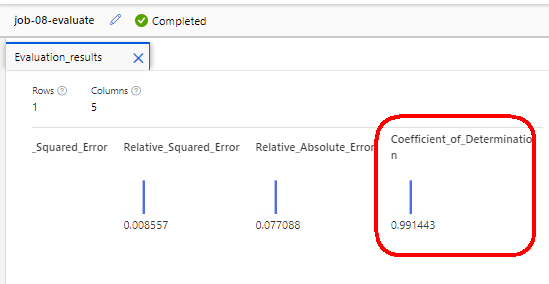 job-08-evaluate Completed
Evaluation_results
Rows Columns
1 5
_Squared_Error Relative_Squared_Error Relative_Absolute_Error Coefficient_of_Determinatio
n
0.008557 0.077088 0.991443